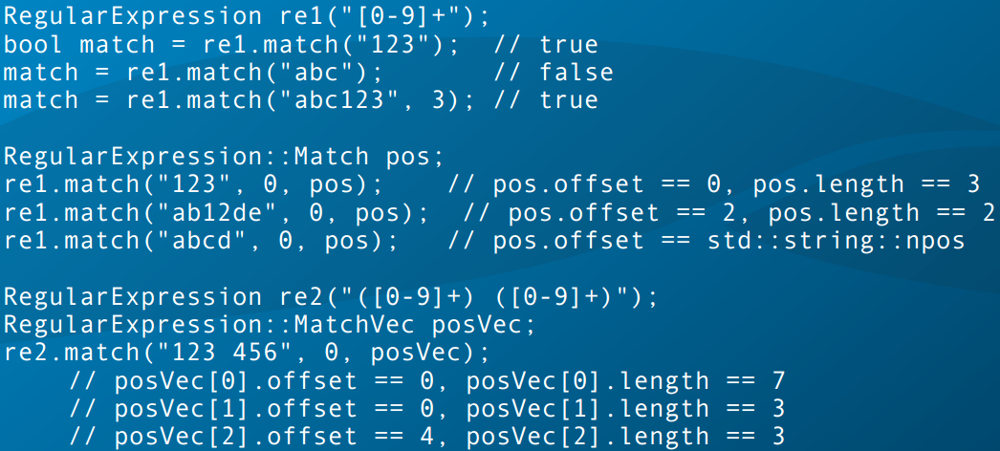 RegularExpression re1("[0-9]+");
bool match = re1.match("123");  // true
match = re1.match("abc");       // false
match = re1.match("abc123", 3); // true
RegularExpression::Match pos;
re1.match("123", 0, pos);    // pos.offset == 0, pos.length == 3
re1.match("ab12de", 0, pos);  // pos.offset == 2, pos.length == 2
re1.match("abcd", 0, pos);   // pos.offset == std::string::npos
RegularExpression re2("([0-9]+) ([0-9]+)");
RegularExpression::MatchVec posVec;
re2.match("123 456", 0, posVec);
    // posVec[0].offset == 0, posVec[0].length == 7
    // posVec[1].offset == 0, posVec[1].length == 3
    // posVec[2].offset == 4, posVec[2].length == 3